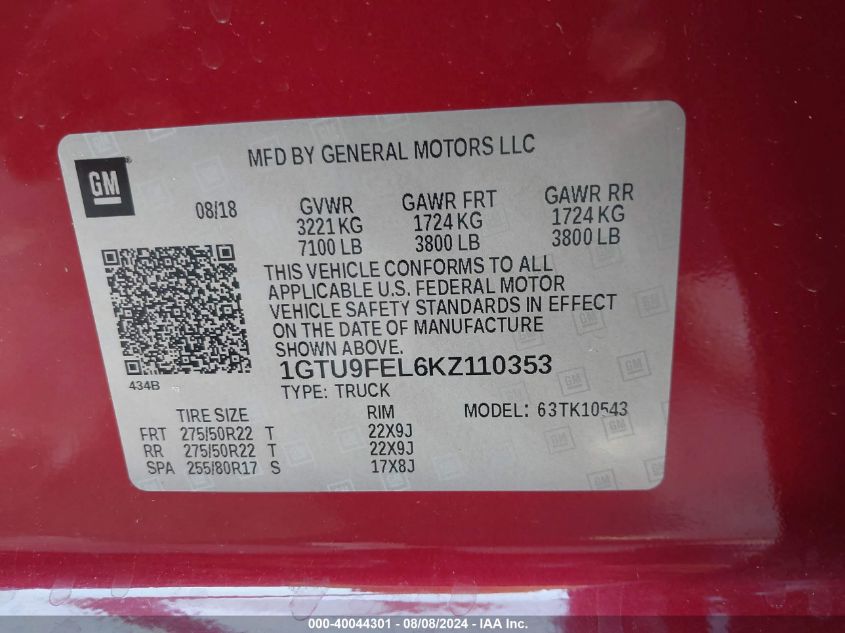 MFD BY GENERAL MOTORS LLC
GM
08/18
GVWR GAWR FRT GAWR RR
3221 KG 1724 KG 1724 KG
7100 LB 3800 LB 3800 LB
THIS VEHICLE CONFORMS TO ALL
APPLICABLE U.S. FEDERAL MOTOR
VEHICLE SAFETY STANDARDS IN EFFECT
ON THE DATE OF MANUFACTURE
SHOWN ABOVE.
434B
1GTU9FEL6KZ110353
TYPE: TRUCK
TIRE SIZE RIM MODEL: 63TK10543
FRT 275/50R22 T 22X9J
RR 275/50R22 T 22X9J
SPA 255/80R17 S 17X8J
000-40044301 - 08/08/2024 - IAA Inc.